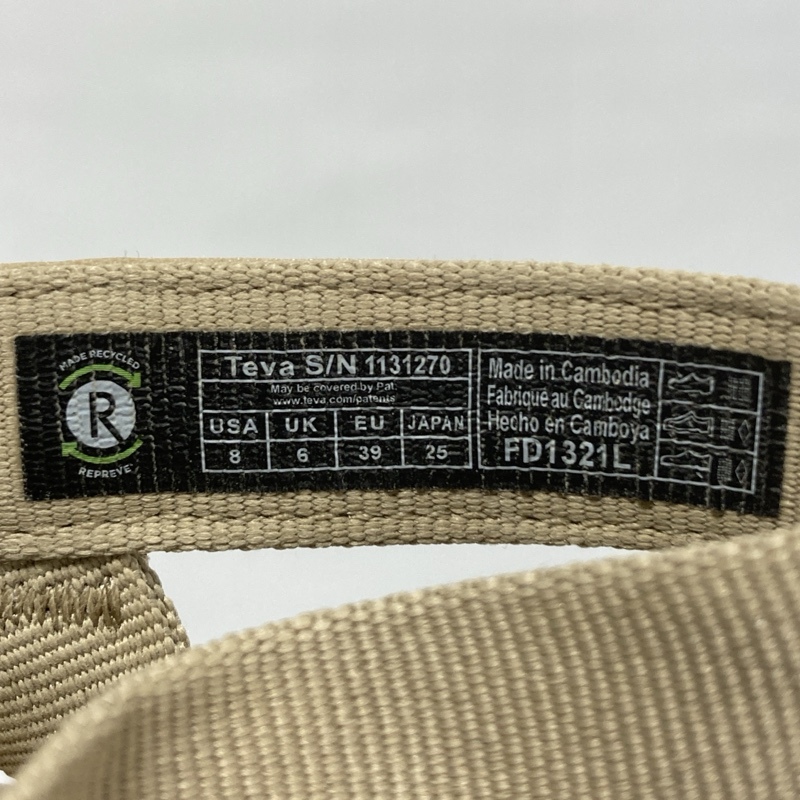 MADE RECYCLED
R
REPREVE
Teva S/N 1131270
May be covered by Pat.
www.teva.com/patents
USA UK EU JAPAN
8 6 39 25
Made in Cambodia
Fabriqué au Cambodge
Hecho en Camboya
FD1321L